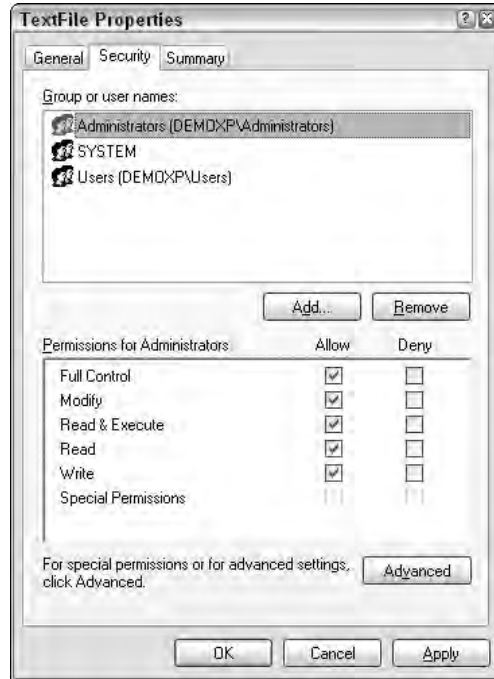 TextFile Properties
General Security Summary
Group or user names:
Administrators (DEMOXP\Administrators)
SYSTEM
Users (DEMOXP\Users)
Add... Remove
Permissions for Administrators Allow Deny
Full Control
Modify
Read & Execute
Read
Write
Special Permissions
For special permissions or for advanced settings,
click Advanced.
Advanced
OK Cancel Apply